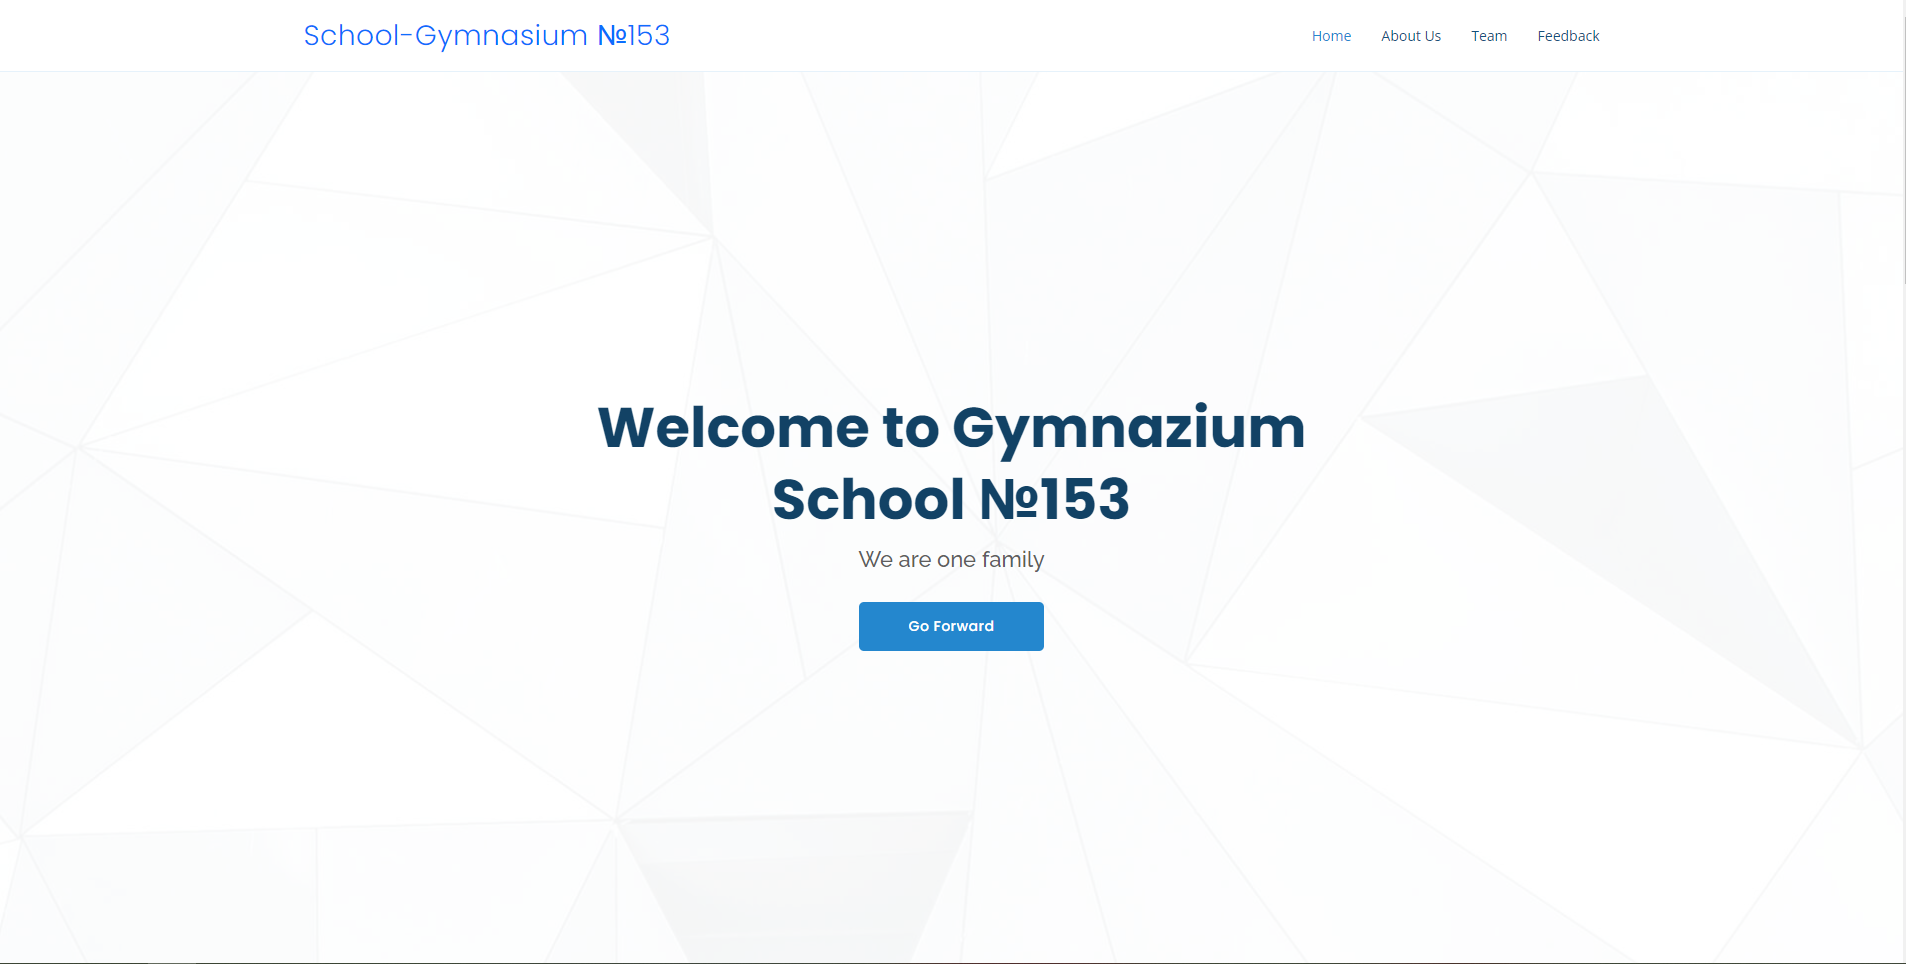 School-Gymnasium №153
Home About Us Team Feedback
Welcome to Gymnazium
School №153
We are one family
Go Forward